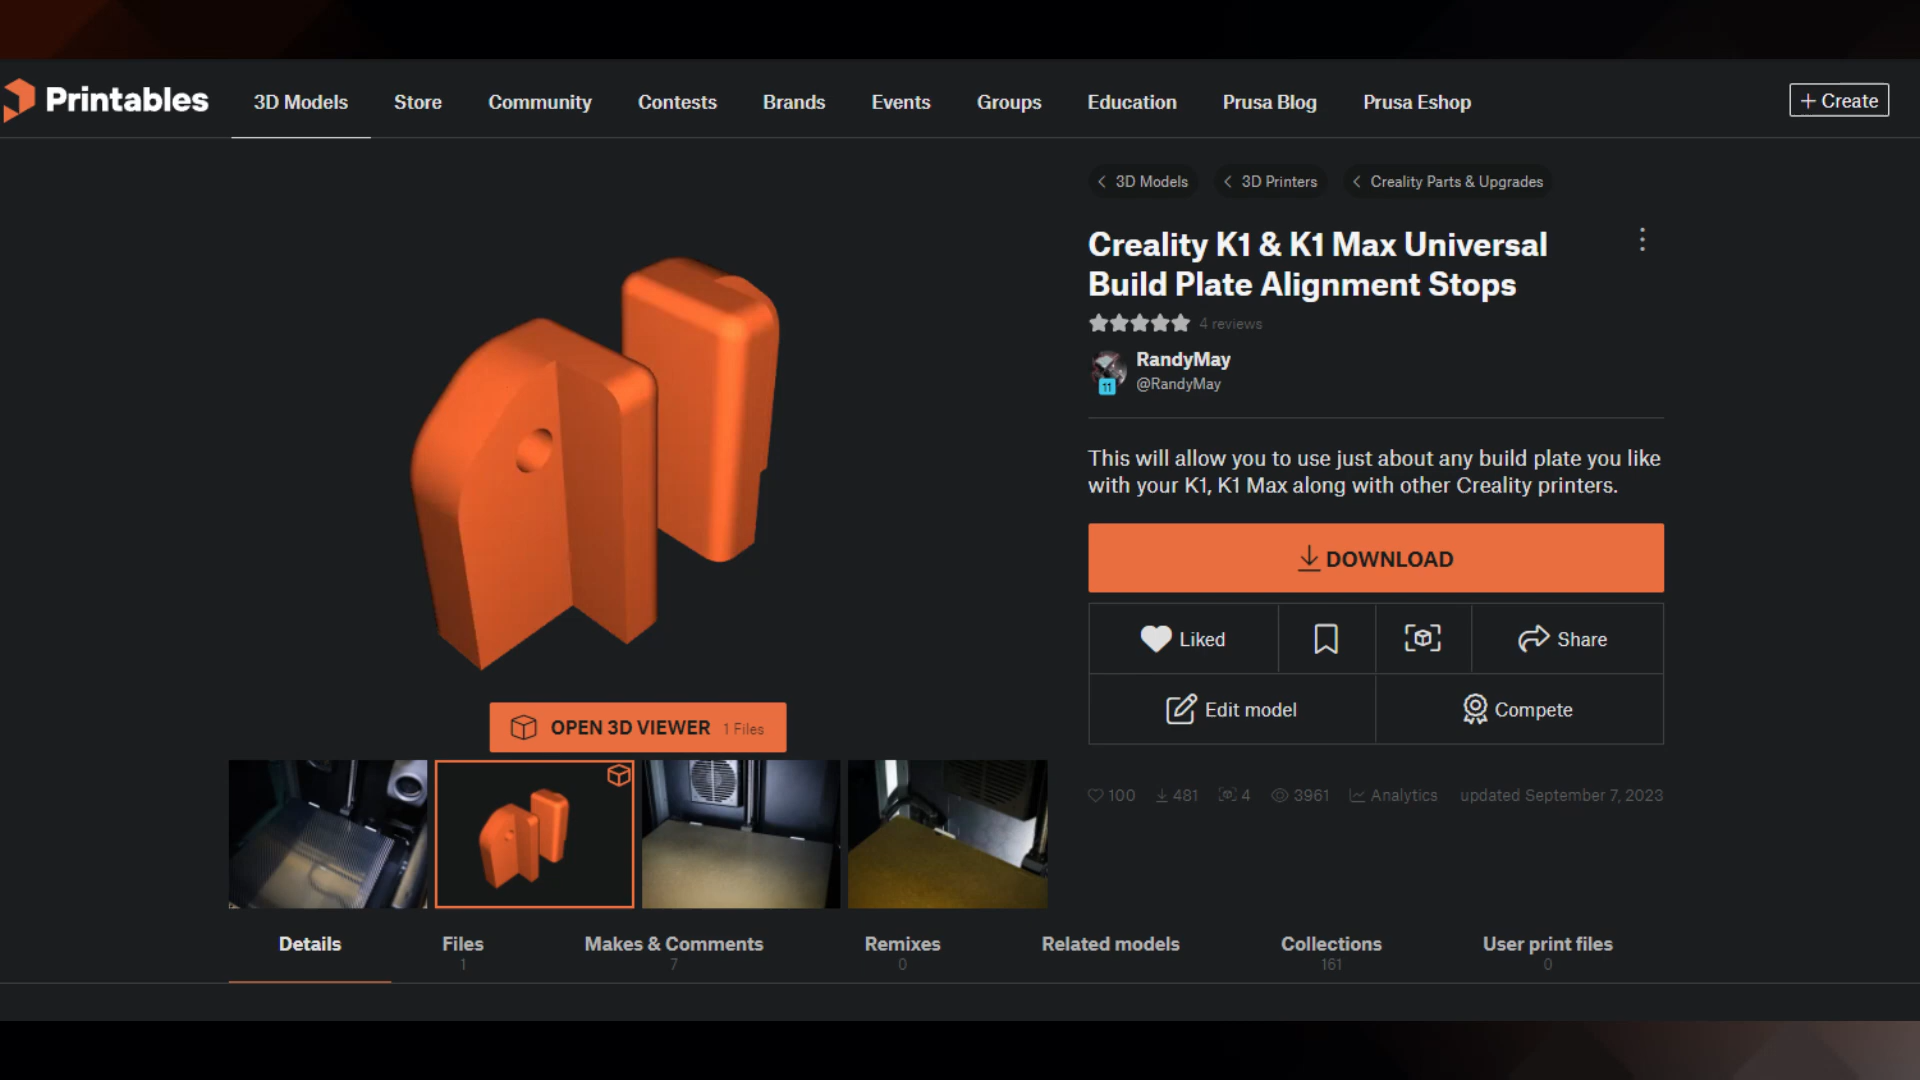 Printables
3D Models
Store
Community
Contests
Brands
Events
Groups
Education
Prusa Blog
Prusa Eshop
+ Create
3D Models
3D Printers
Creality Parts & Upgrades
Creality K1 & K1 Max Universal
Build Plate Alignment Stops
4 reviews
RandyMay
11
@RandyMay
This will allow you to use just about any build plate you like
with your K1, K1 Max along with other Creality printers.
DOWNLOAD
Liked
Share
Edit model
Compete
OPEN 3D VIEWER 1 Files
100
481
4
3961
Analytics
updated September 7, 2023
Details
Files
1
Makes & Comments
7
Remixes
0
Related models
Collections
161
User print files
0